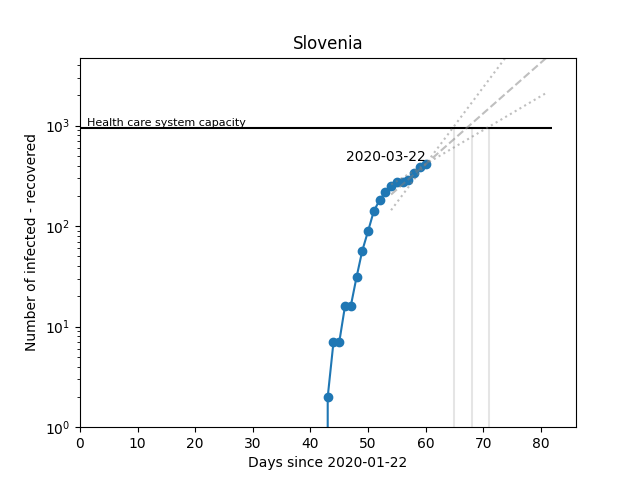 Slovenia
Number of infected - recovered
10³
10²
10¹
10⁰
Health care system capacity
2020-03-22
0 10 20 30 40 50 60 70 80
Days since 2020-01-22